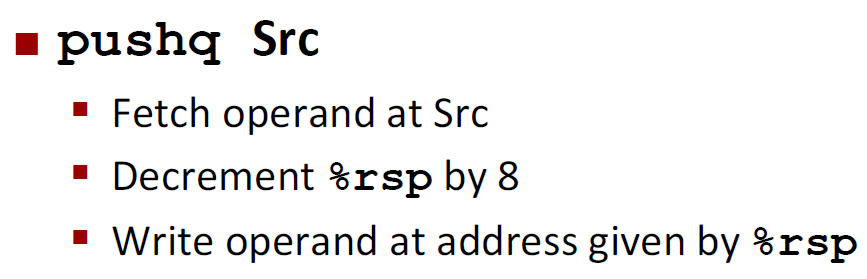 pushq Src
Fetch operand at Src
Decrement %rsp by 8
Write operand at address given by %rsp